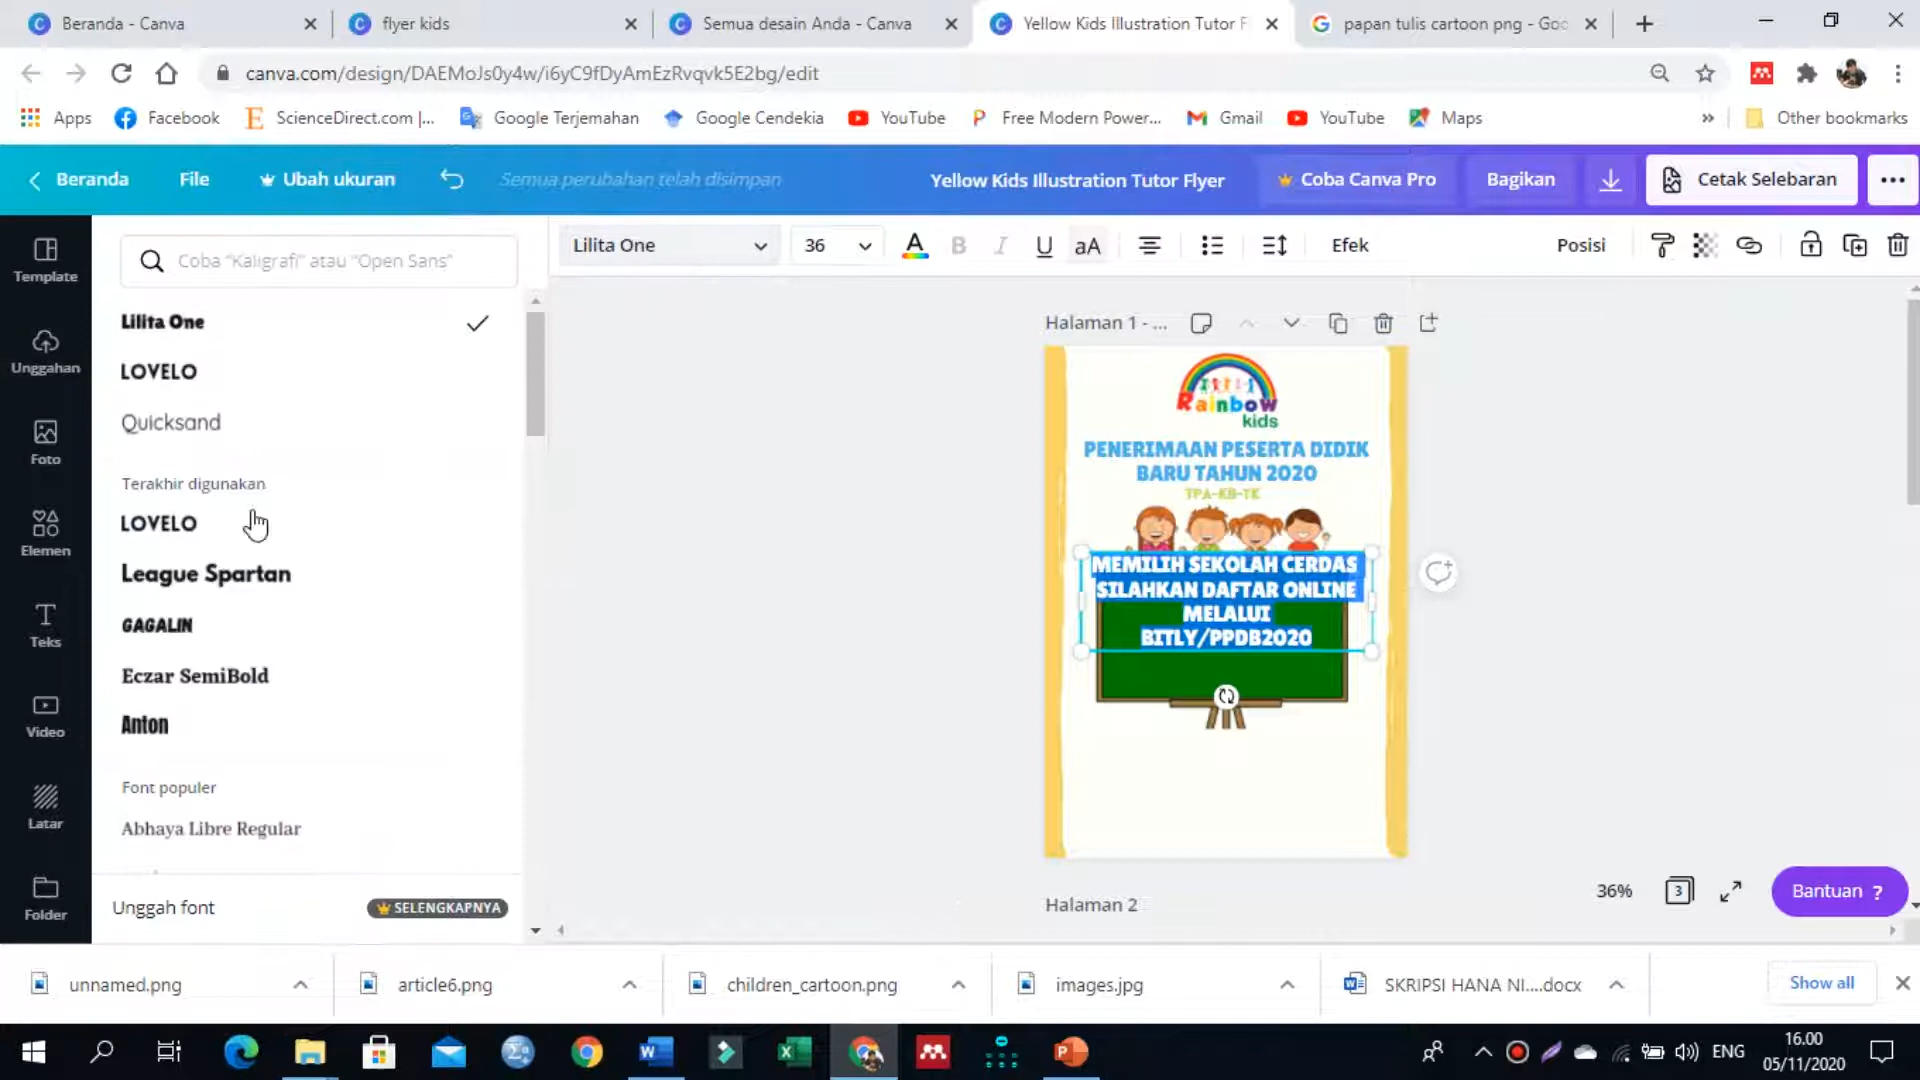 Beranda - Canva
flyer kids
Semua desain Anda - Canva
Yellow Kids Illustration Tutor F
papan tulis cartoon png - Goo
canva.com/design/DAEMoJs0y4w/i6yC9fDyAmEzRvqvk5E2bg/edit
Apps
Facebook
ScienceDirect.com |...
Google Terjemahan
Google Cendekia
YouTube
Free Modern Power...
Gmail
YouTube
Maps
Other bookmarks
Beranda
File
Ubah ukuran
Semua perubahan telah disimpan
Yellow Kids Illustration Tutor Flyer
Coba Canva Pro
Bagikan
Cetak Selebaran
Template
Unggahan
Foto
Elemen
Teks
Video
Latar
Folder
Coba “Kaligrafi” atau “Open Sans”
Lilita One
LOVELO
Quicksand
Terakhir digunakan
LOVELO
League Spartan
GAGALIN
Eczar SemiBold
Anton
Font populer
Abhaya Libre Regular
Unggah font
SELENGKAPNYA
Lilita One
36
A
B
I
U
aA
Efek
Posisi
Halaman 1 - ...
Rainbow
kids
PENERIMAAN PESERTA DIDIK
BARU TAHUN 2020
TPA-KB-TK
MEMILIH SEKOLAH CERDAS
SILAHKAN DAFTAR ONLINE
MELALUI
BITLY/PPDB2020
Halaman 2
36%
3
Bantuan ?
unnamed.png
article6.png
children_cartoon.png
images.jpg
SKRIPSI HANA NI....docx
Show all
ENG
16.00
05/11/2020